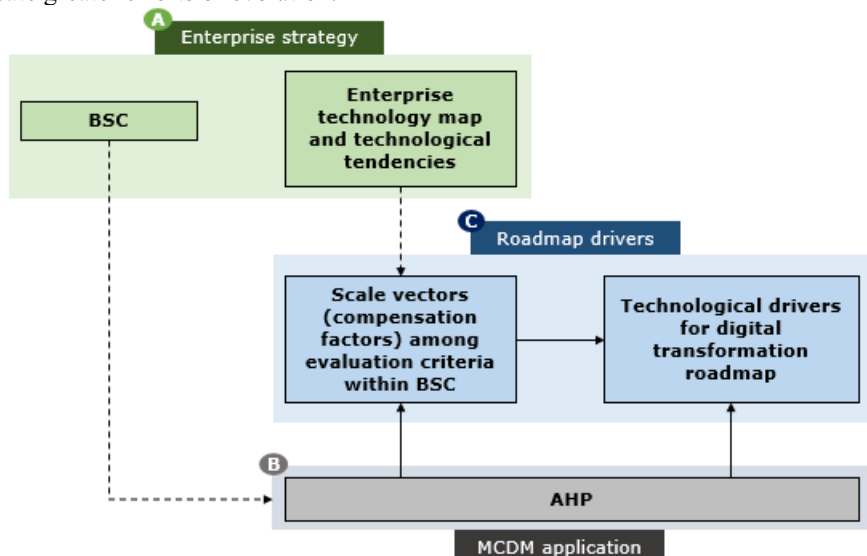 A
Enterprise strategy
BSC
Enterprise
technology map
and technological
tendencies
C
Roadmap drivers
Scale vectors
(compensation
factors) among
evaluation criteria
within BSC
Technological drivers
for digital
transformation
roadmap
B
AHP
MCDM application